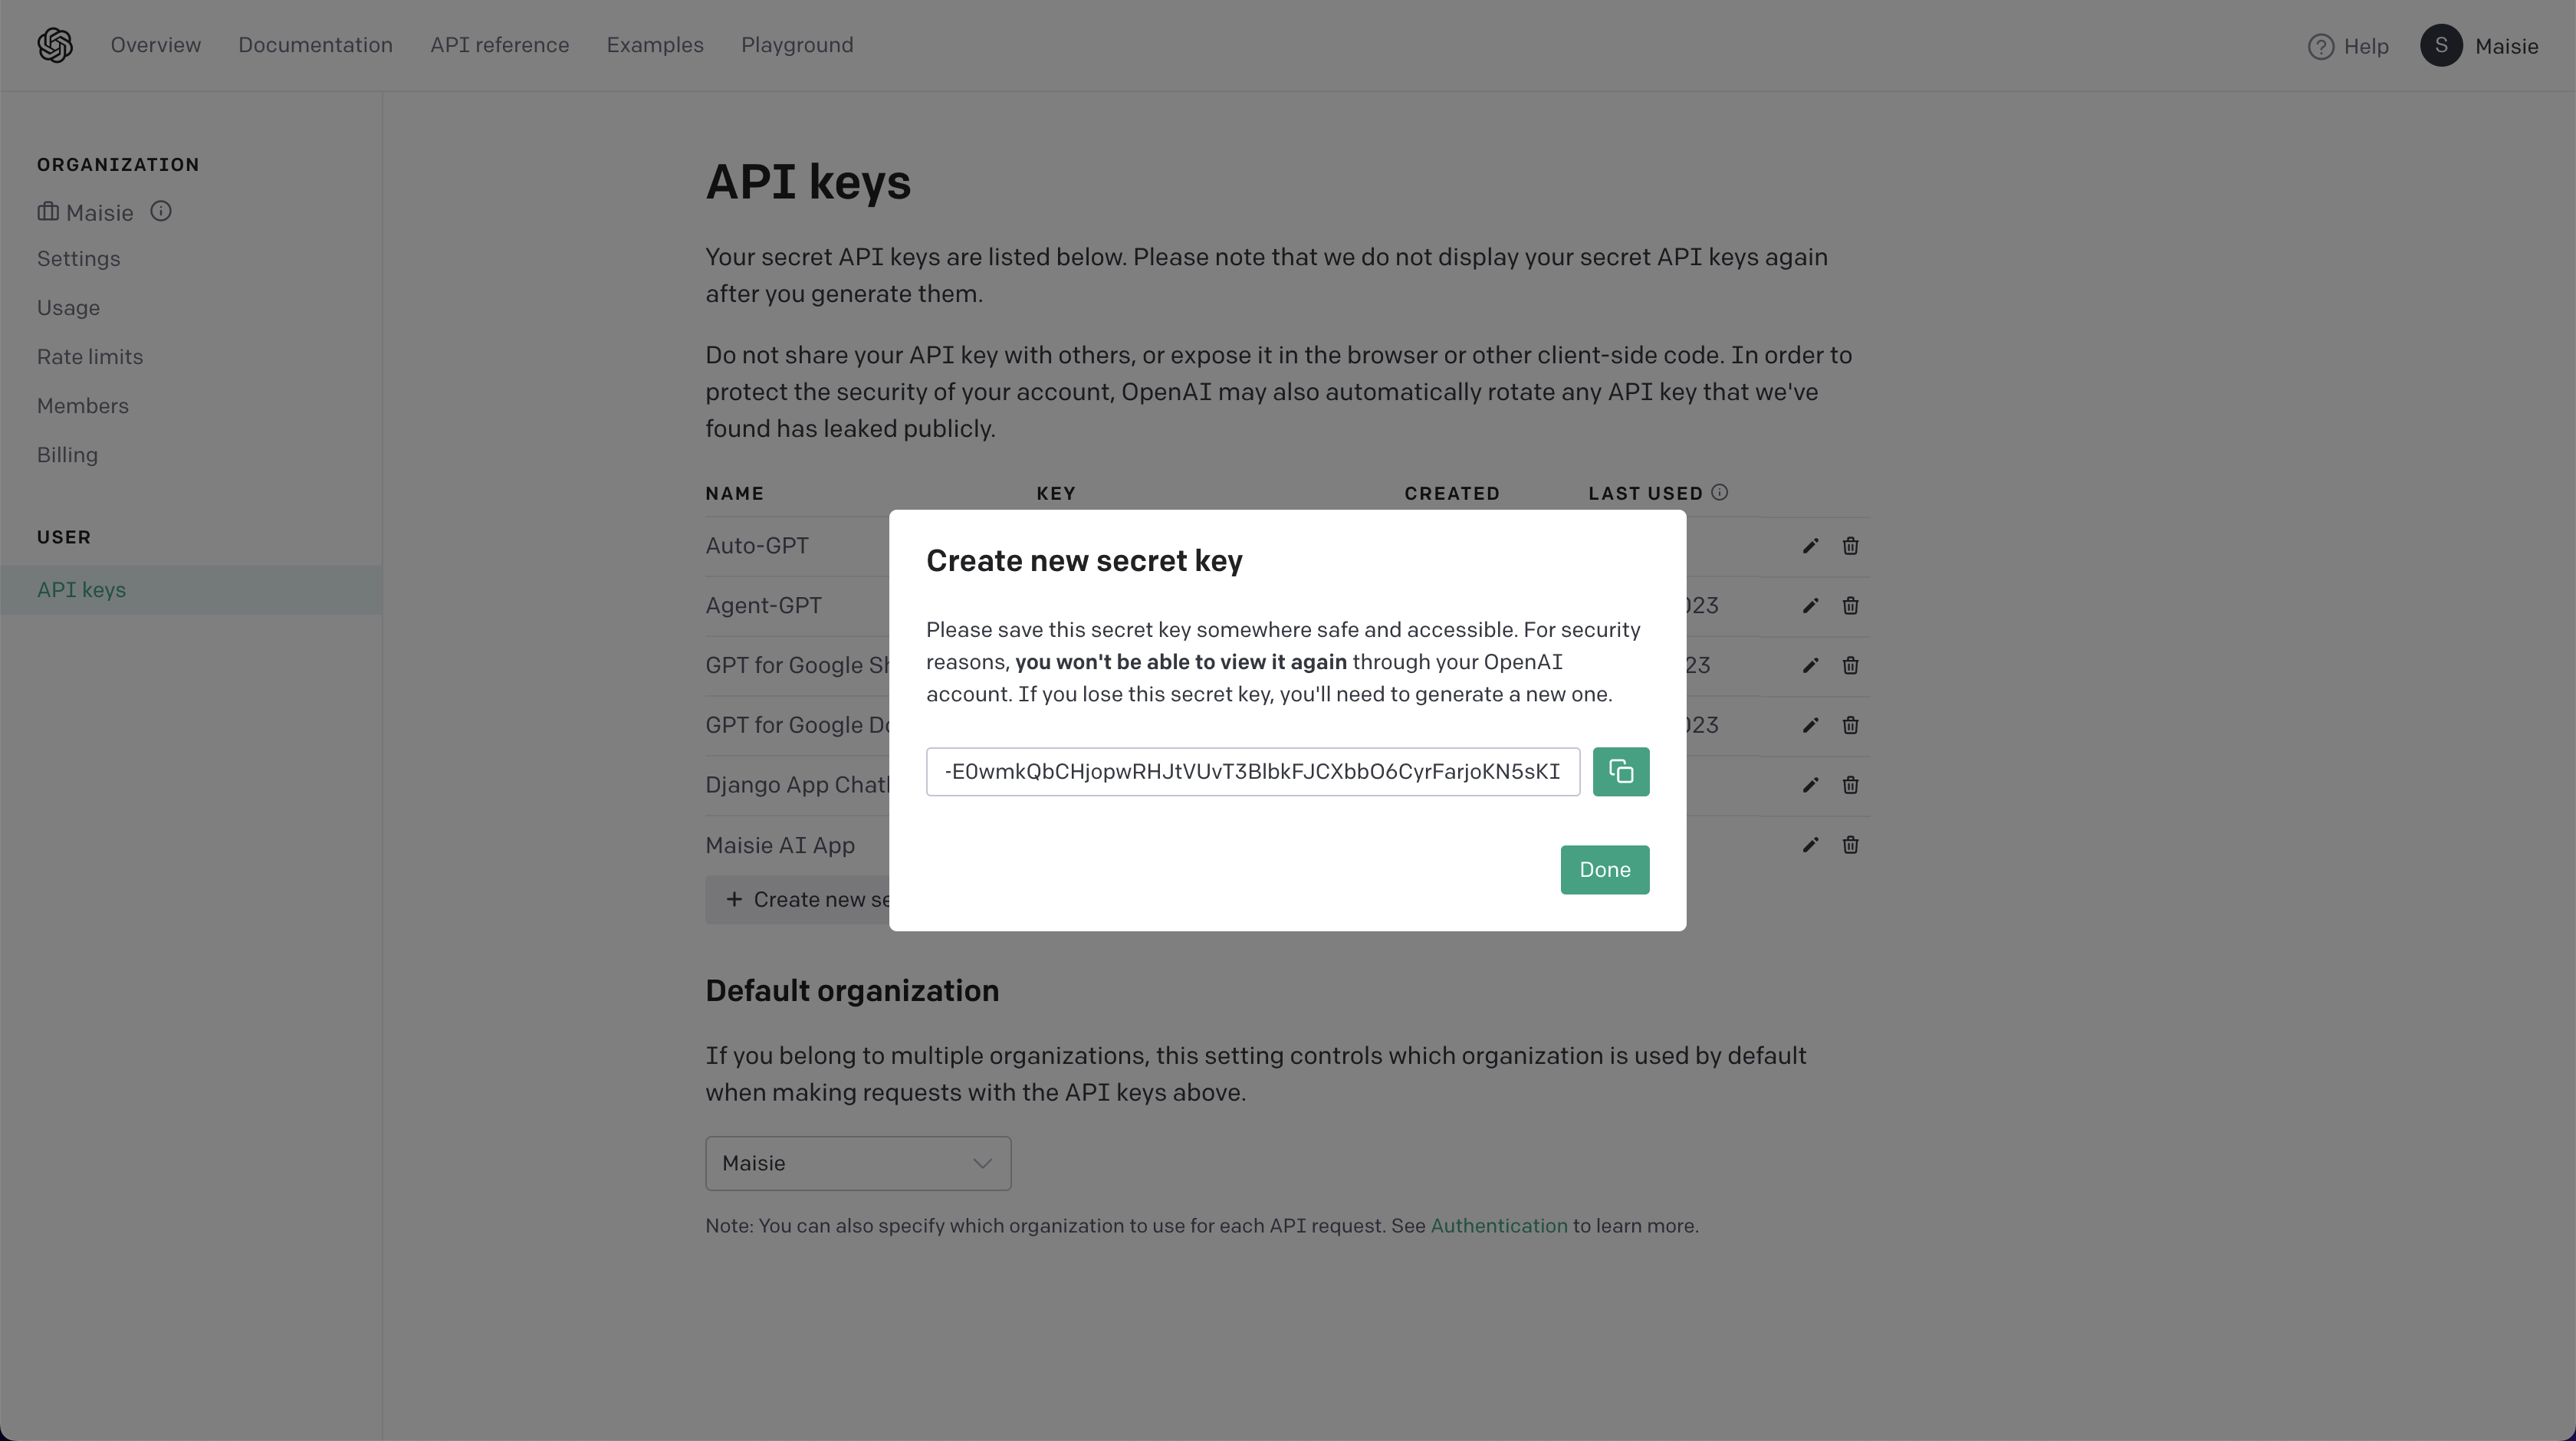 Overview Documentation API reference Examples Playground Help S Maisie
ORGANIZATION
Maisie
Settings
Usage
Rate limits
Members
Billing
USER
API keys
API keys
Your secret API keys are listed below. Please note that we do not display your secret API keys again
after you generate them.
Do not share your API key with others, or expose it in the browser or other client-side code. In order to
protect the security of your account, OpenAI may also automatically rotate any API key that we've
found has leaked publicly.
NAME KEY CREATED LAST USED
Auto-GPT
Agent-GPT 023
GPT for Google Sh 23
GPT for Google Do 023
Django App Chat
Maisie AI App
+ Create new se
Create new secret key
Please save this secret key somewhere safe and accessible. For security
reasons, you won't be able to view it again through your OpenAI
account. If you lose this secret key, you'll need to generate a new one.
-E0wmkQbCHjopwRHJtVUvT3BlbkFJCXbbO6CyrFarjoKN5sKI
Done
Default organization
If you belong to multiple organizations, this setting controls which organization is used by default
when making requests with the API keys above.
Maisie
Note: You can also specify which organization to use for each API request. See Authentication to learn more.